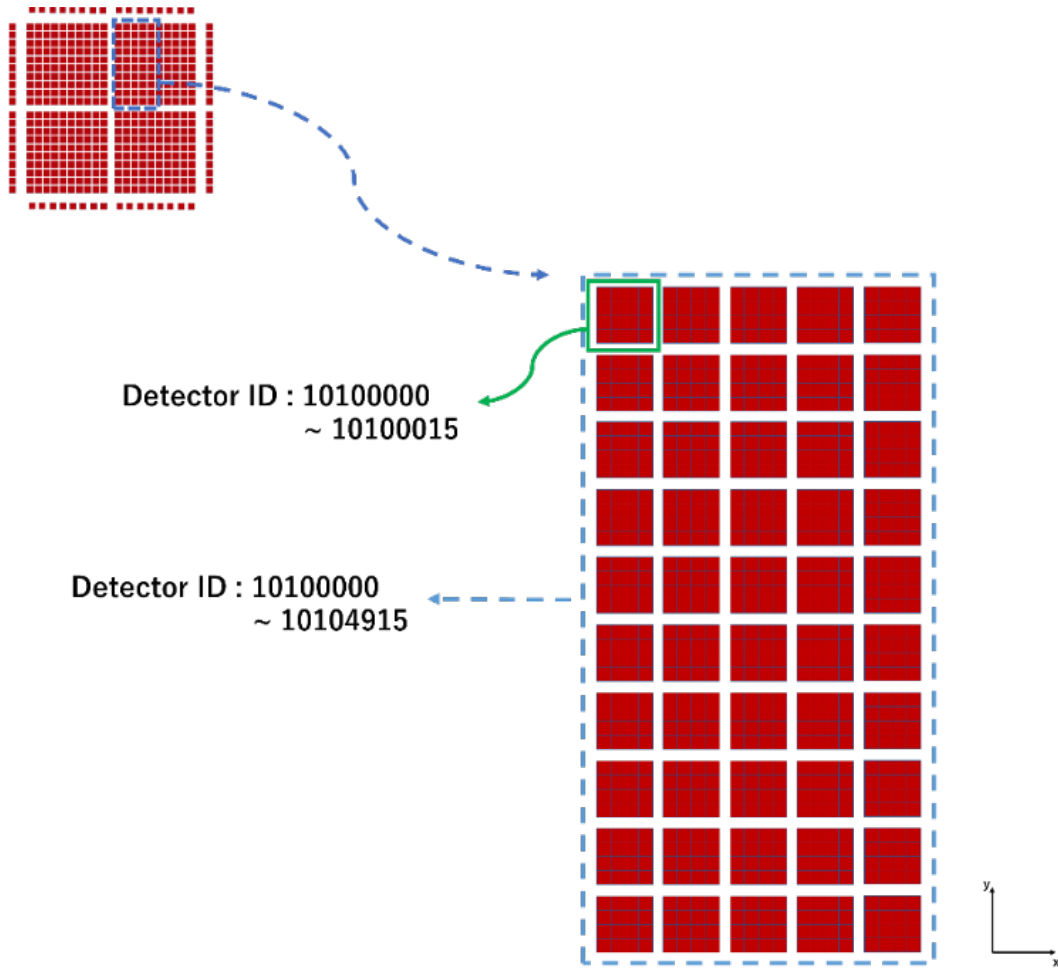 Detector ID : 10100000
~ 10100015
Detector ID : 10100000
~ 10104915
y
x